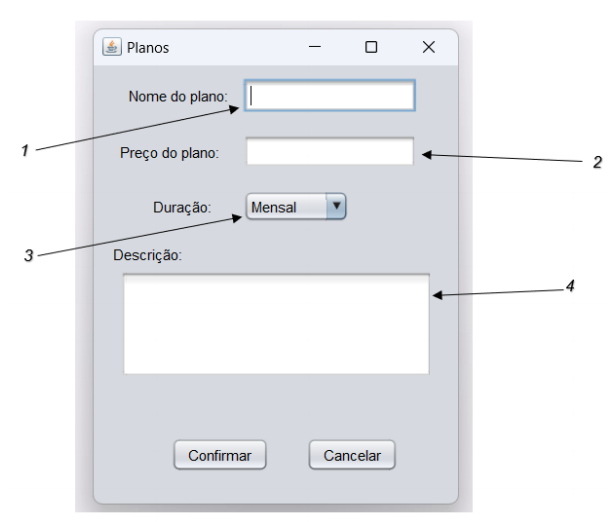 Planos
Nome do plano:
1
Preço do plano:
2
Duração: Mensal
3
Descrição:
4
Confirmar Cancelar